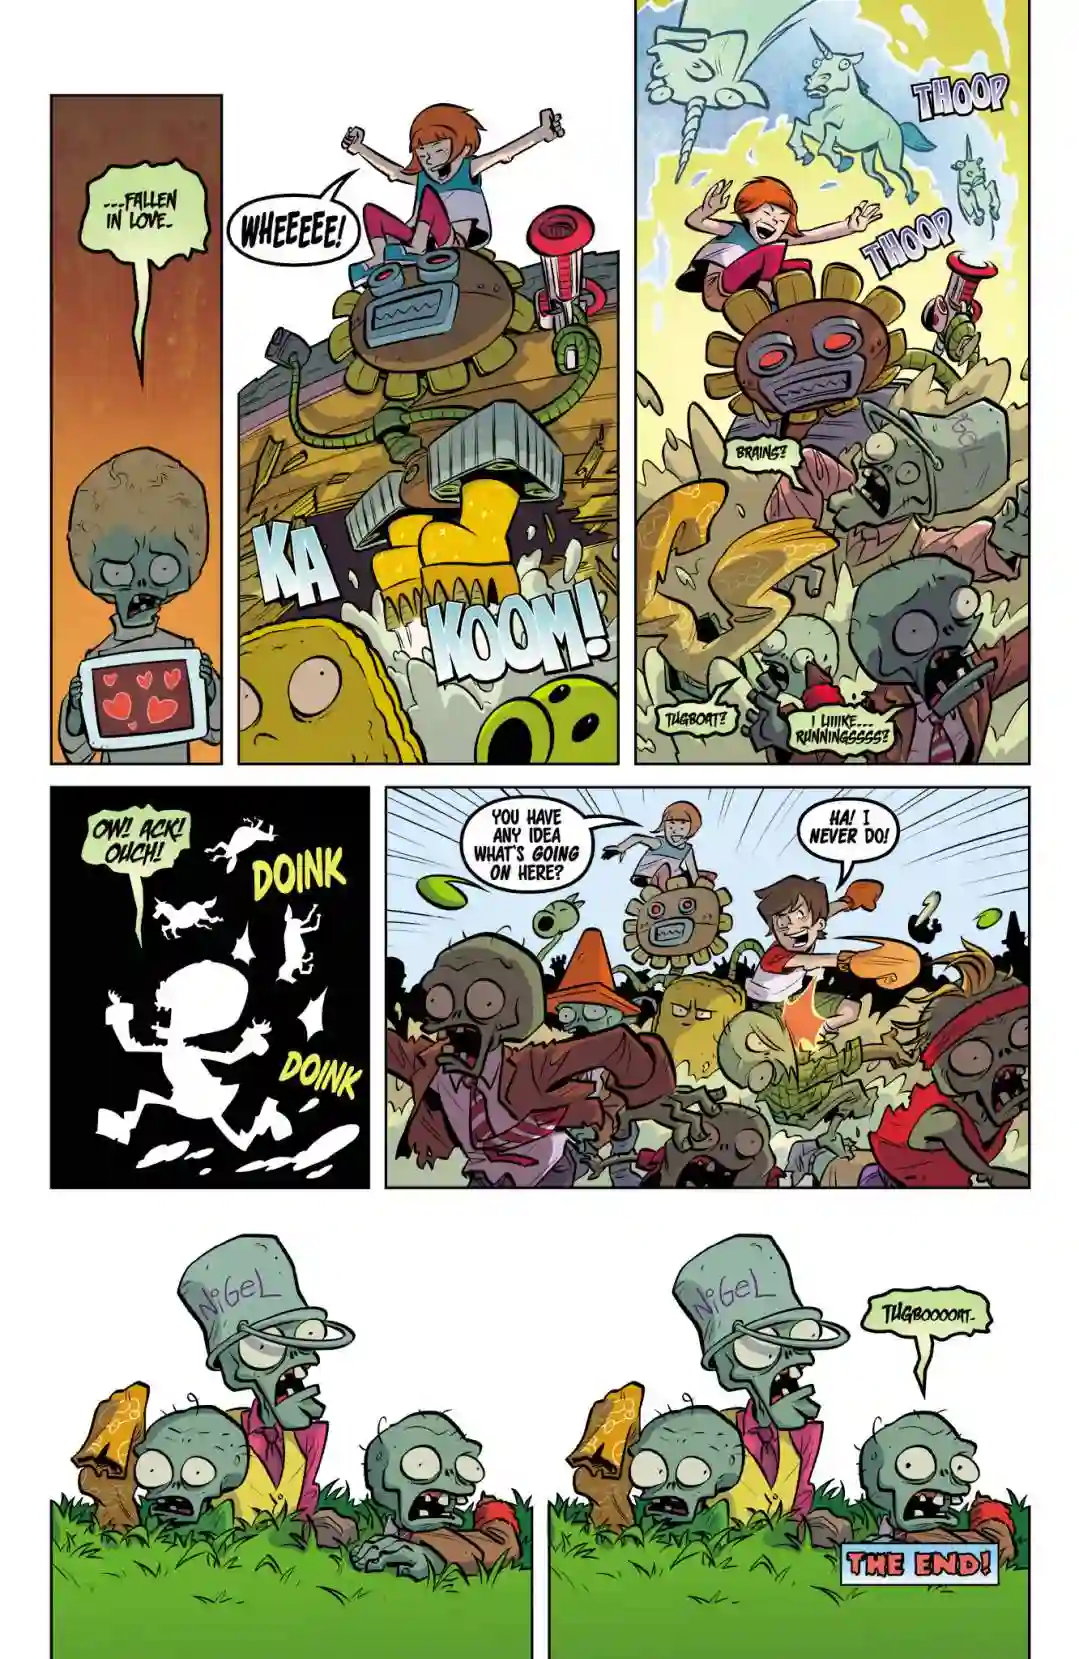 ...FALLEN
IN LOVE.
WHEEEEE!
KA
KOOM!
THOOP
THOOP
BRAINS?
TUGBOAT?
I LIIIIKE...
RUNNINGSSSS?
OW! ACK!
OUCH!
DOINK
DOINK
YOU HAVE
ANY IDEA
WHAT'S GOING
ON HERE?
HA! I
NEVER DO!
NiGeL
NiGeL
TUGBOOOOAT.
THE END!